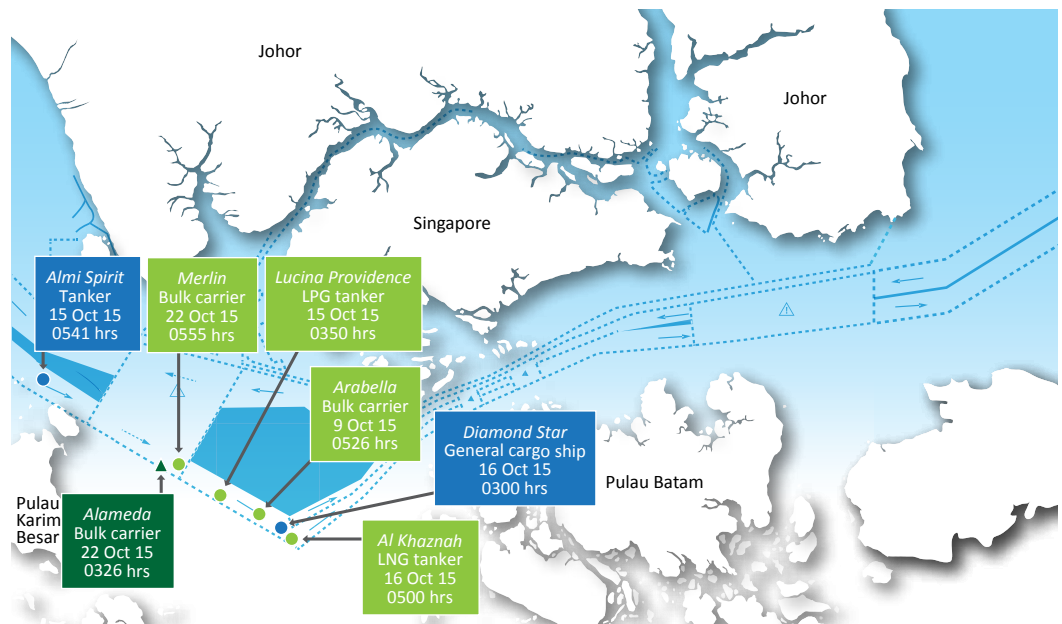 Johor
Johor
Singapore
Almi Spirit
Tanker
15 Oct 15
0541 hrs
Merlin
Bulk carrier
22 Oct 15
0555 hrs
Lucina Providence
LPG tanker
15 Oct 15
0350 hrs
Arabella
Bulk carrier
9 Oct 15
0526 hrs
Diamond Star
General cargo ship
16 Oct 15
0300 hrs
Pulau Batam
Pulau
Karim
Besar
Alameda
Bulk carrier
22 Oct 15
0326 hrs
Al Khaznah
LNG tanker
16 Oct 15
0500 hrs